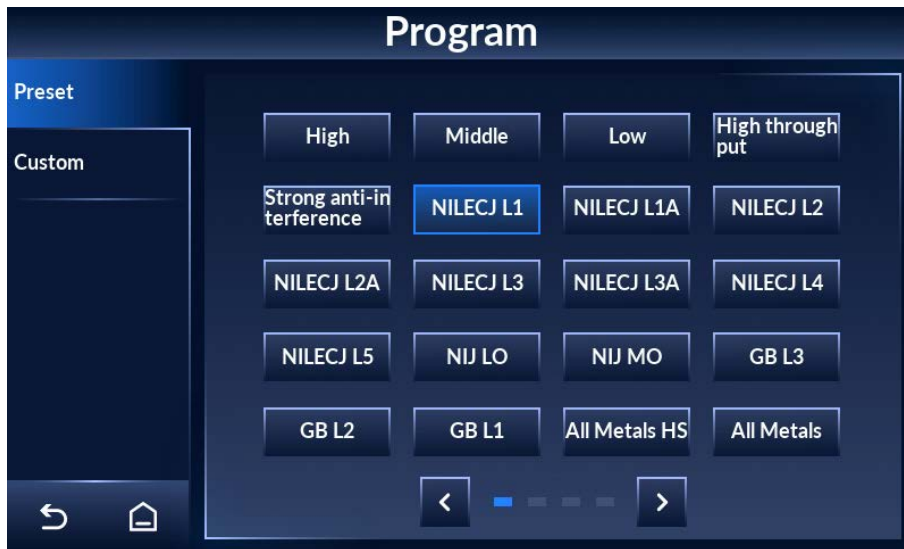 Program
Preset
Custom
High
Middle
Low
High through
put
Strong anti-in
terference
NILECJ L1
NILECJ L1A
NILECJ L2
NILECJ L2A
NILECJ L3
NILECJ L3A
NILECJ L4
NILECJ L5
NIJ LO
NIJ MO
GB L3
GB L2
GB L1
All Metals HS
All Metals